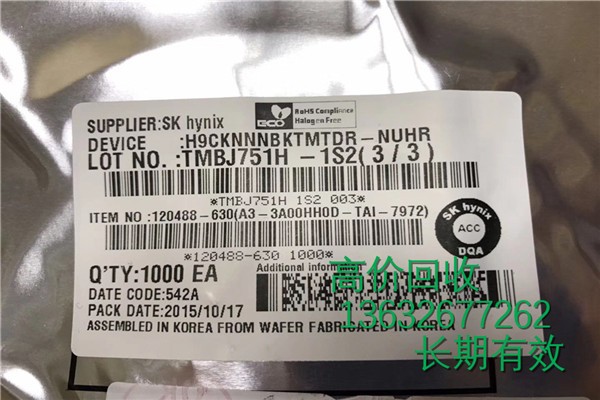 SUPPLIER:SK hynix
ECO
RoHS Compliance
Halogen Free
DEVICE :H9CKNNNBKTMTDR-NUHR
LOT NO. :TMBJ751H -1S2(3/3)
*TMBJ751H 1S2 003*
ITEM NO :120488-630(A3-3A00HH0D-TAI-7972)
*120488-630 1000*
SK hynix
ACC
DQA
Q'TY:1000 EA
Additional information
DATE CODE:542A
PACK DATE:2015/10/17
ASSEMBLED IN KOREA FROM WAFER FABRICATED IN KOREA
高价回收
13632677262
长期有效